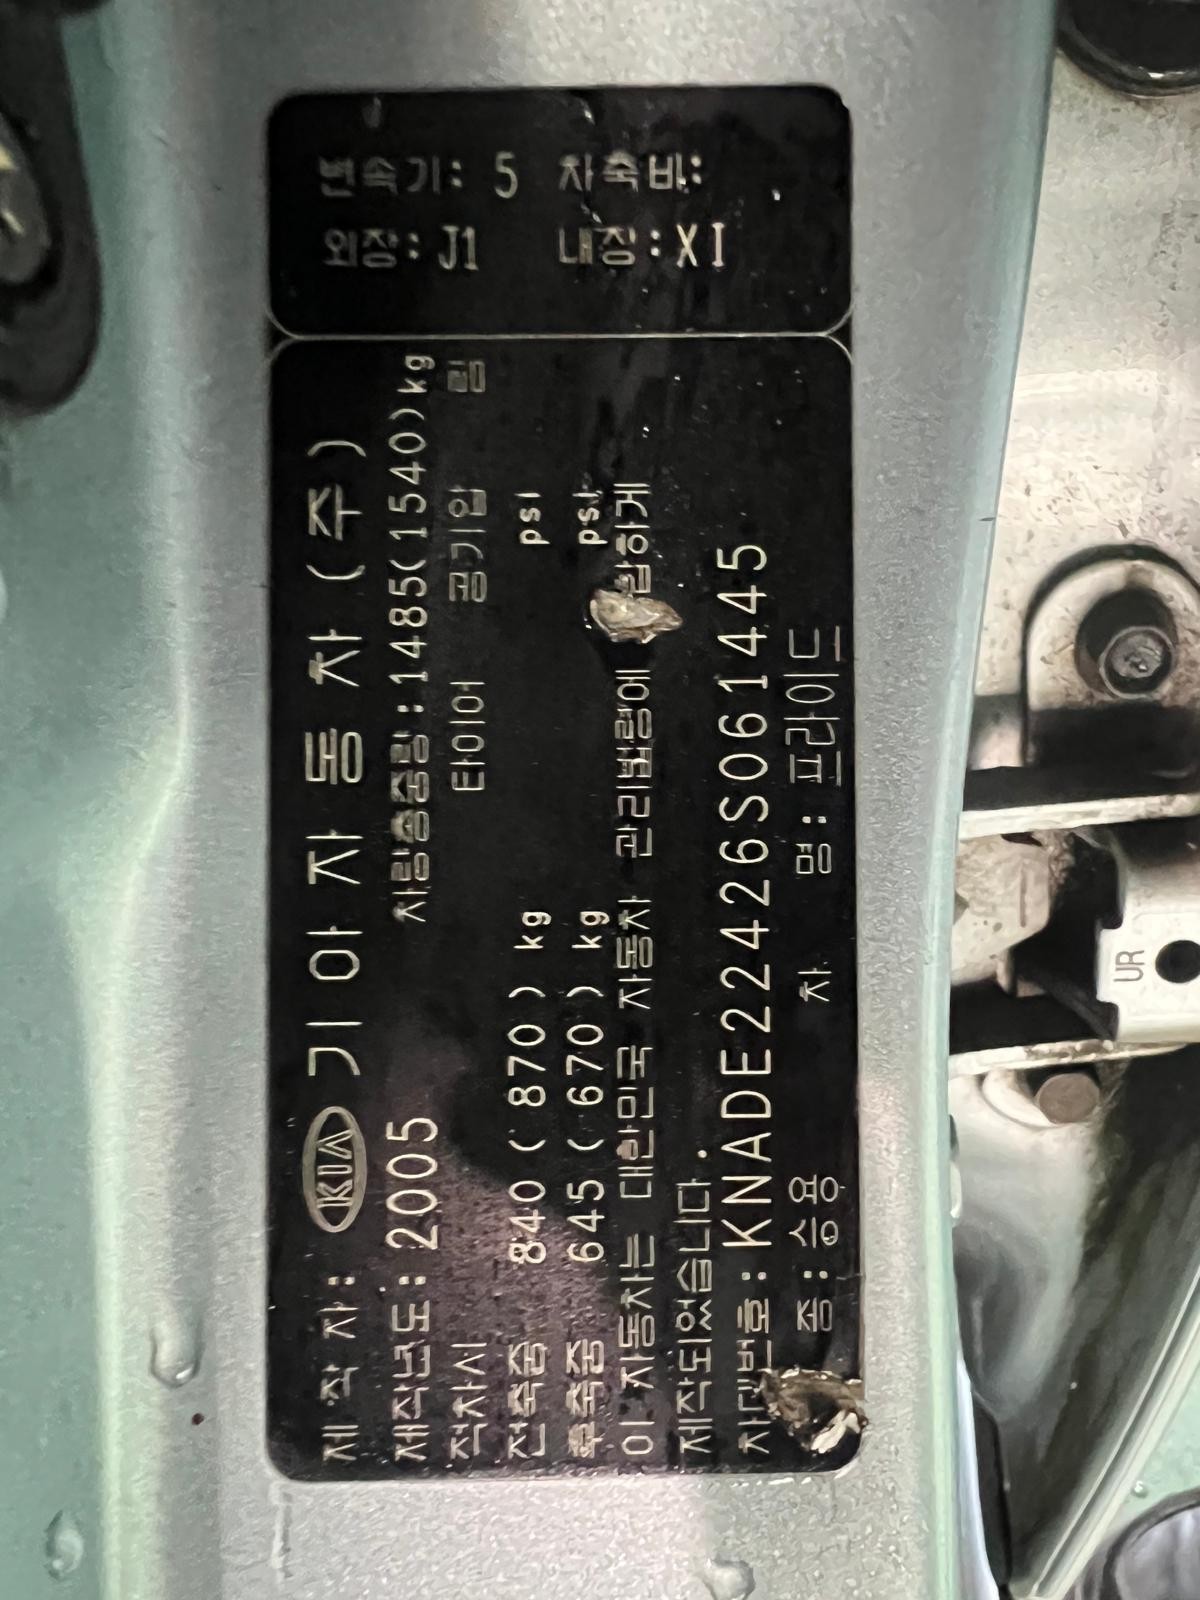 변속기: 5 차축비:
외장: J1 내장: XI
제 작 자: KIA 기 아 자 동 차 (주)
제작년도: 2005 차량총중량:1485(1540)kg
적차시 타이어 공기압 림
전축중 840 ( 870) kg psi
후축중 645 ( 670) kg psi
이 자동차는 대한민국 자동차 관리법령에 하게
제작되었습니다.
차대번호: KNADE222426S061445
종: 승용 차 명: 프라이드
UR